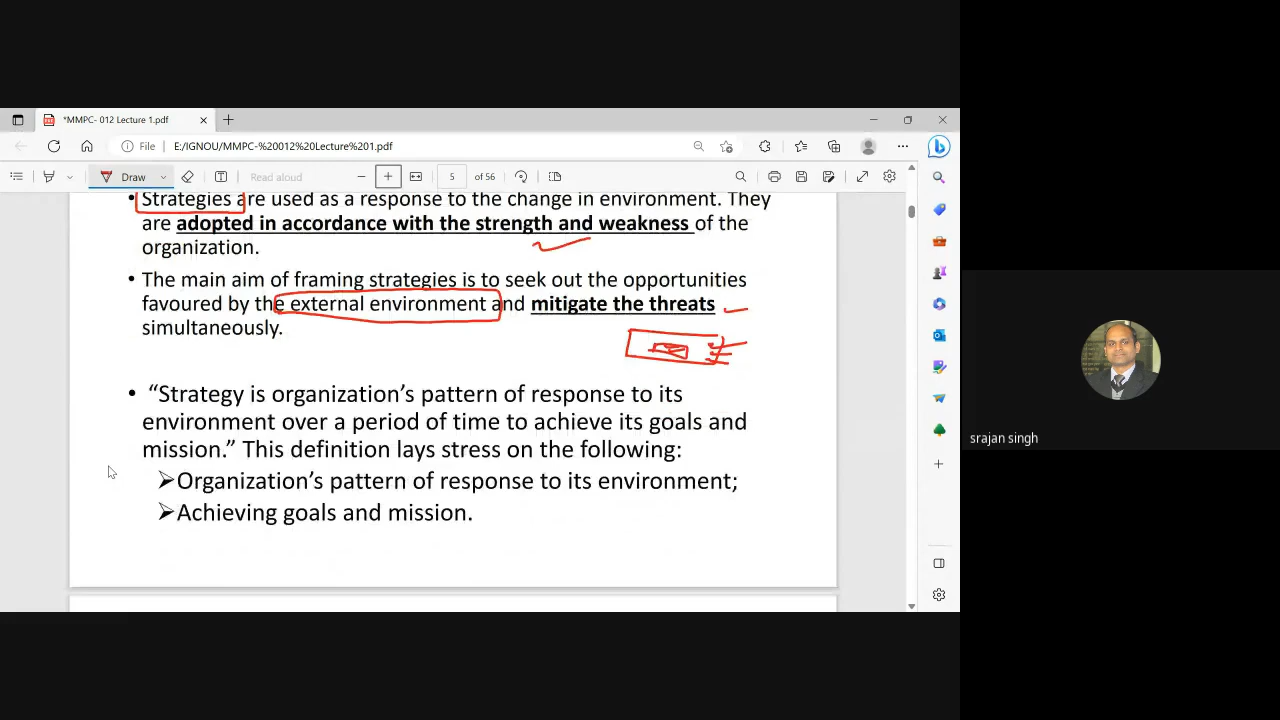 *MMPC- 012 Lecture 1.pdf
File
E:/IGNOU/MMPC-%20012%20Lecture%201.pdf
Draw
Read aloud
5
of 56
• Strategies are used as a response to the change in environment. They
are adopted in accordance with the strength and weakness of the
organization.
• The main aim of framing strategies is to seek out the opportunities
favoured by the external environment and mitigate the threats
simultaneously.
• “Strategy is organization’s pattern of response to its
environment over a period of time to achieve its goals and
mission.” This definition lays stress on the following:
➢Organization’s pattern of response to its environment;
➢Achieving goals and mission.
srajan singh